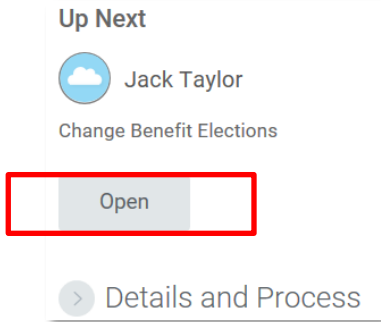 Up Next
Jack Taylor
Change Benefit Elections
Open
Details and Process